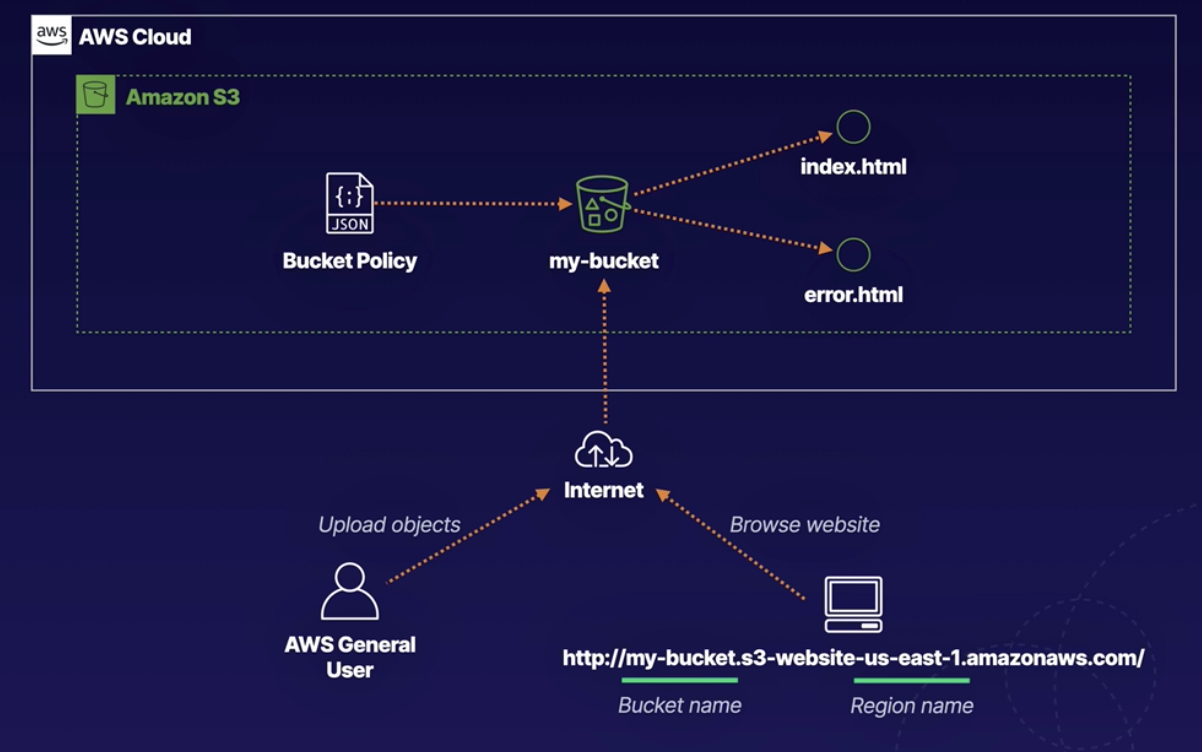 aws AWS Cloud
Amazon S3
index.html
{;}
JSON
Bucket Policy
my-bucket
error.html
Internet
Upload objects
Browse website
AWS General
User
http://my-bucket.s3-website-us-east-1.amazonaws.com/
Bucket name
Region name